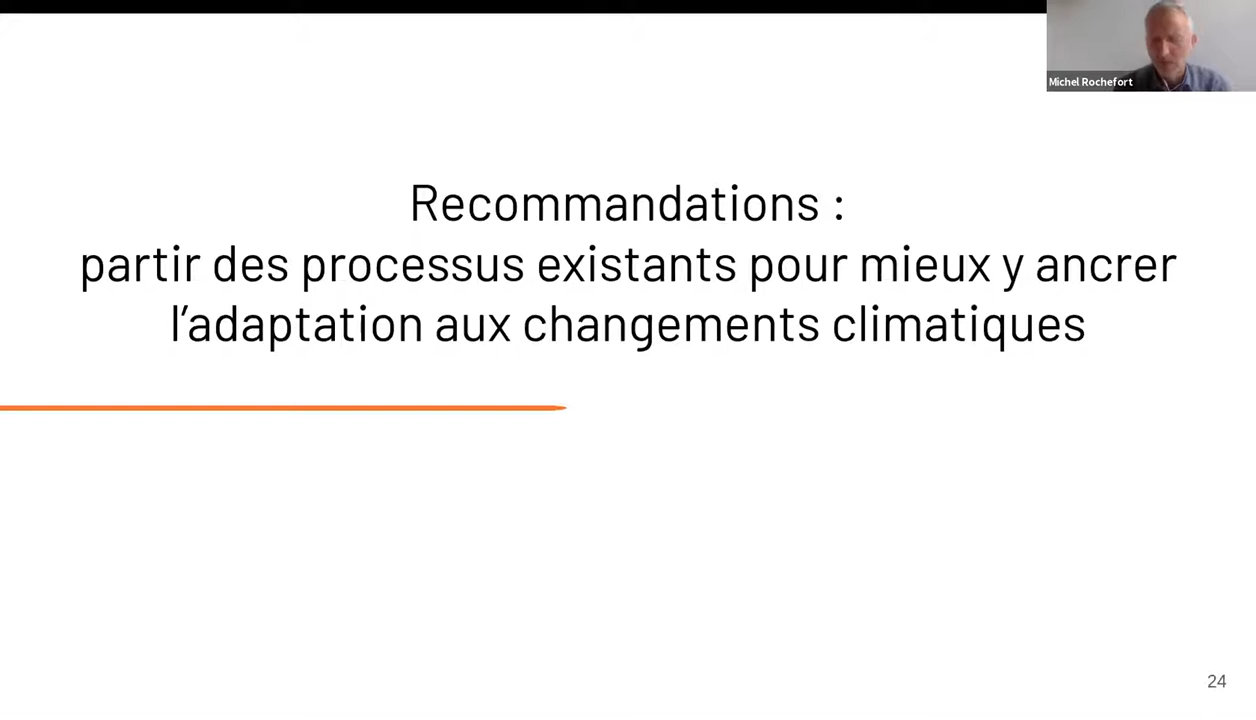 Michel Rochefort
Recommandations :
partir des processus existants pour mieux y ancrer
l’adaptation aux changements climatiques
24